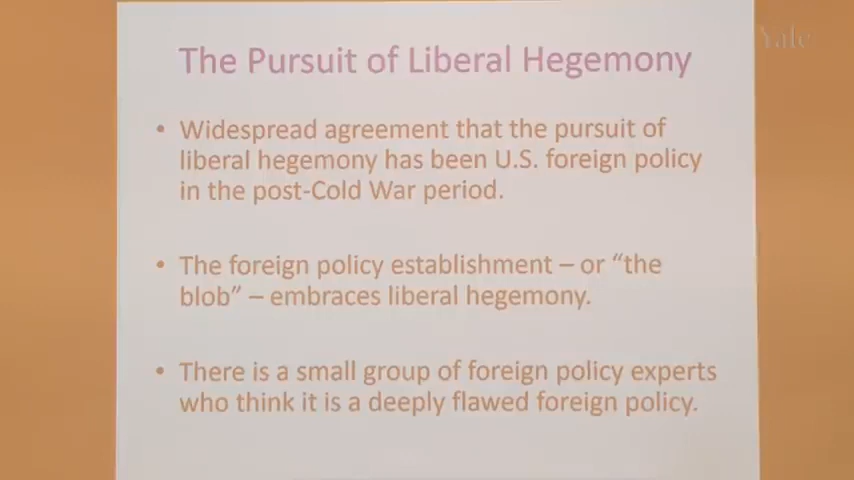 Yale
The Pursuit of Liberal Hegemony
• Widespread agreement that the pursuit of
liberal hegemony has been U.S. foreign policy
in the post-Cold War period.
• The foreign policy establishment – or “the
blob” – embraces liberal hegemony.
• There is a small group of foreign policy experts
who think it is a deeply flawed foreign policy.